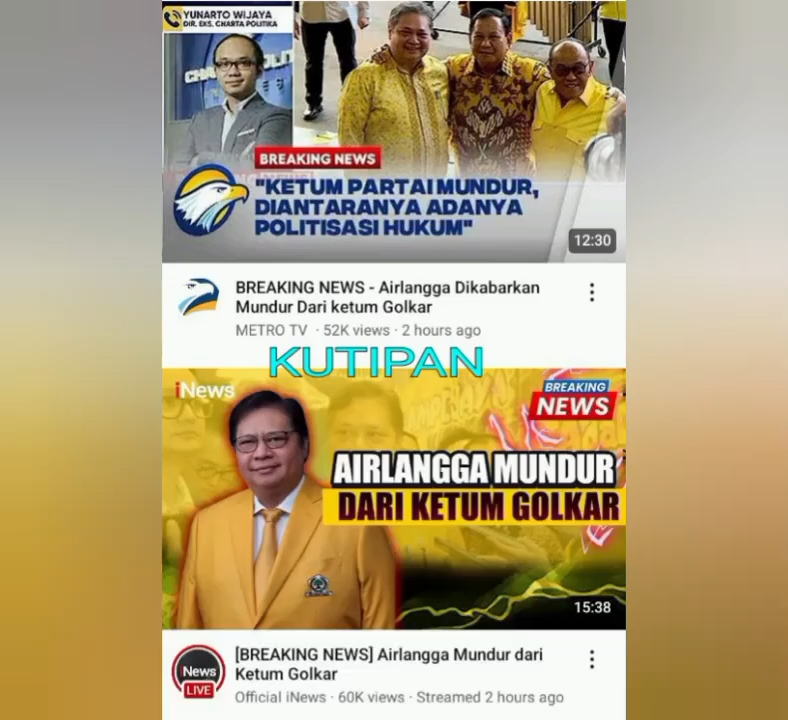 YUNARTO WIJAYA
DIR. EKS. CHARTA POLITIKA
BREAKING NEWS
"KETUM PARTAI MUNDUR,
DIANTARANYA ADANYA
POLITISASI HUKUM"
12:30
BREAKING NEWS - Airlangga Dikabarkan
Mundur Dari ketum Golkar
METRO TV · 52K views · 2 hours ago
KUTIPAN
iNews
BREAKING
NEWS
AIRLANGGA MUNDUR
DARI KETUM GOLKAR
15:38
News
LIVE
[BREAKING NEWS] Airlangga Mundur dari
Ketum Golkar
Official iNews · 60K views · Streamed 2 hours ago